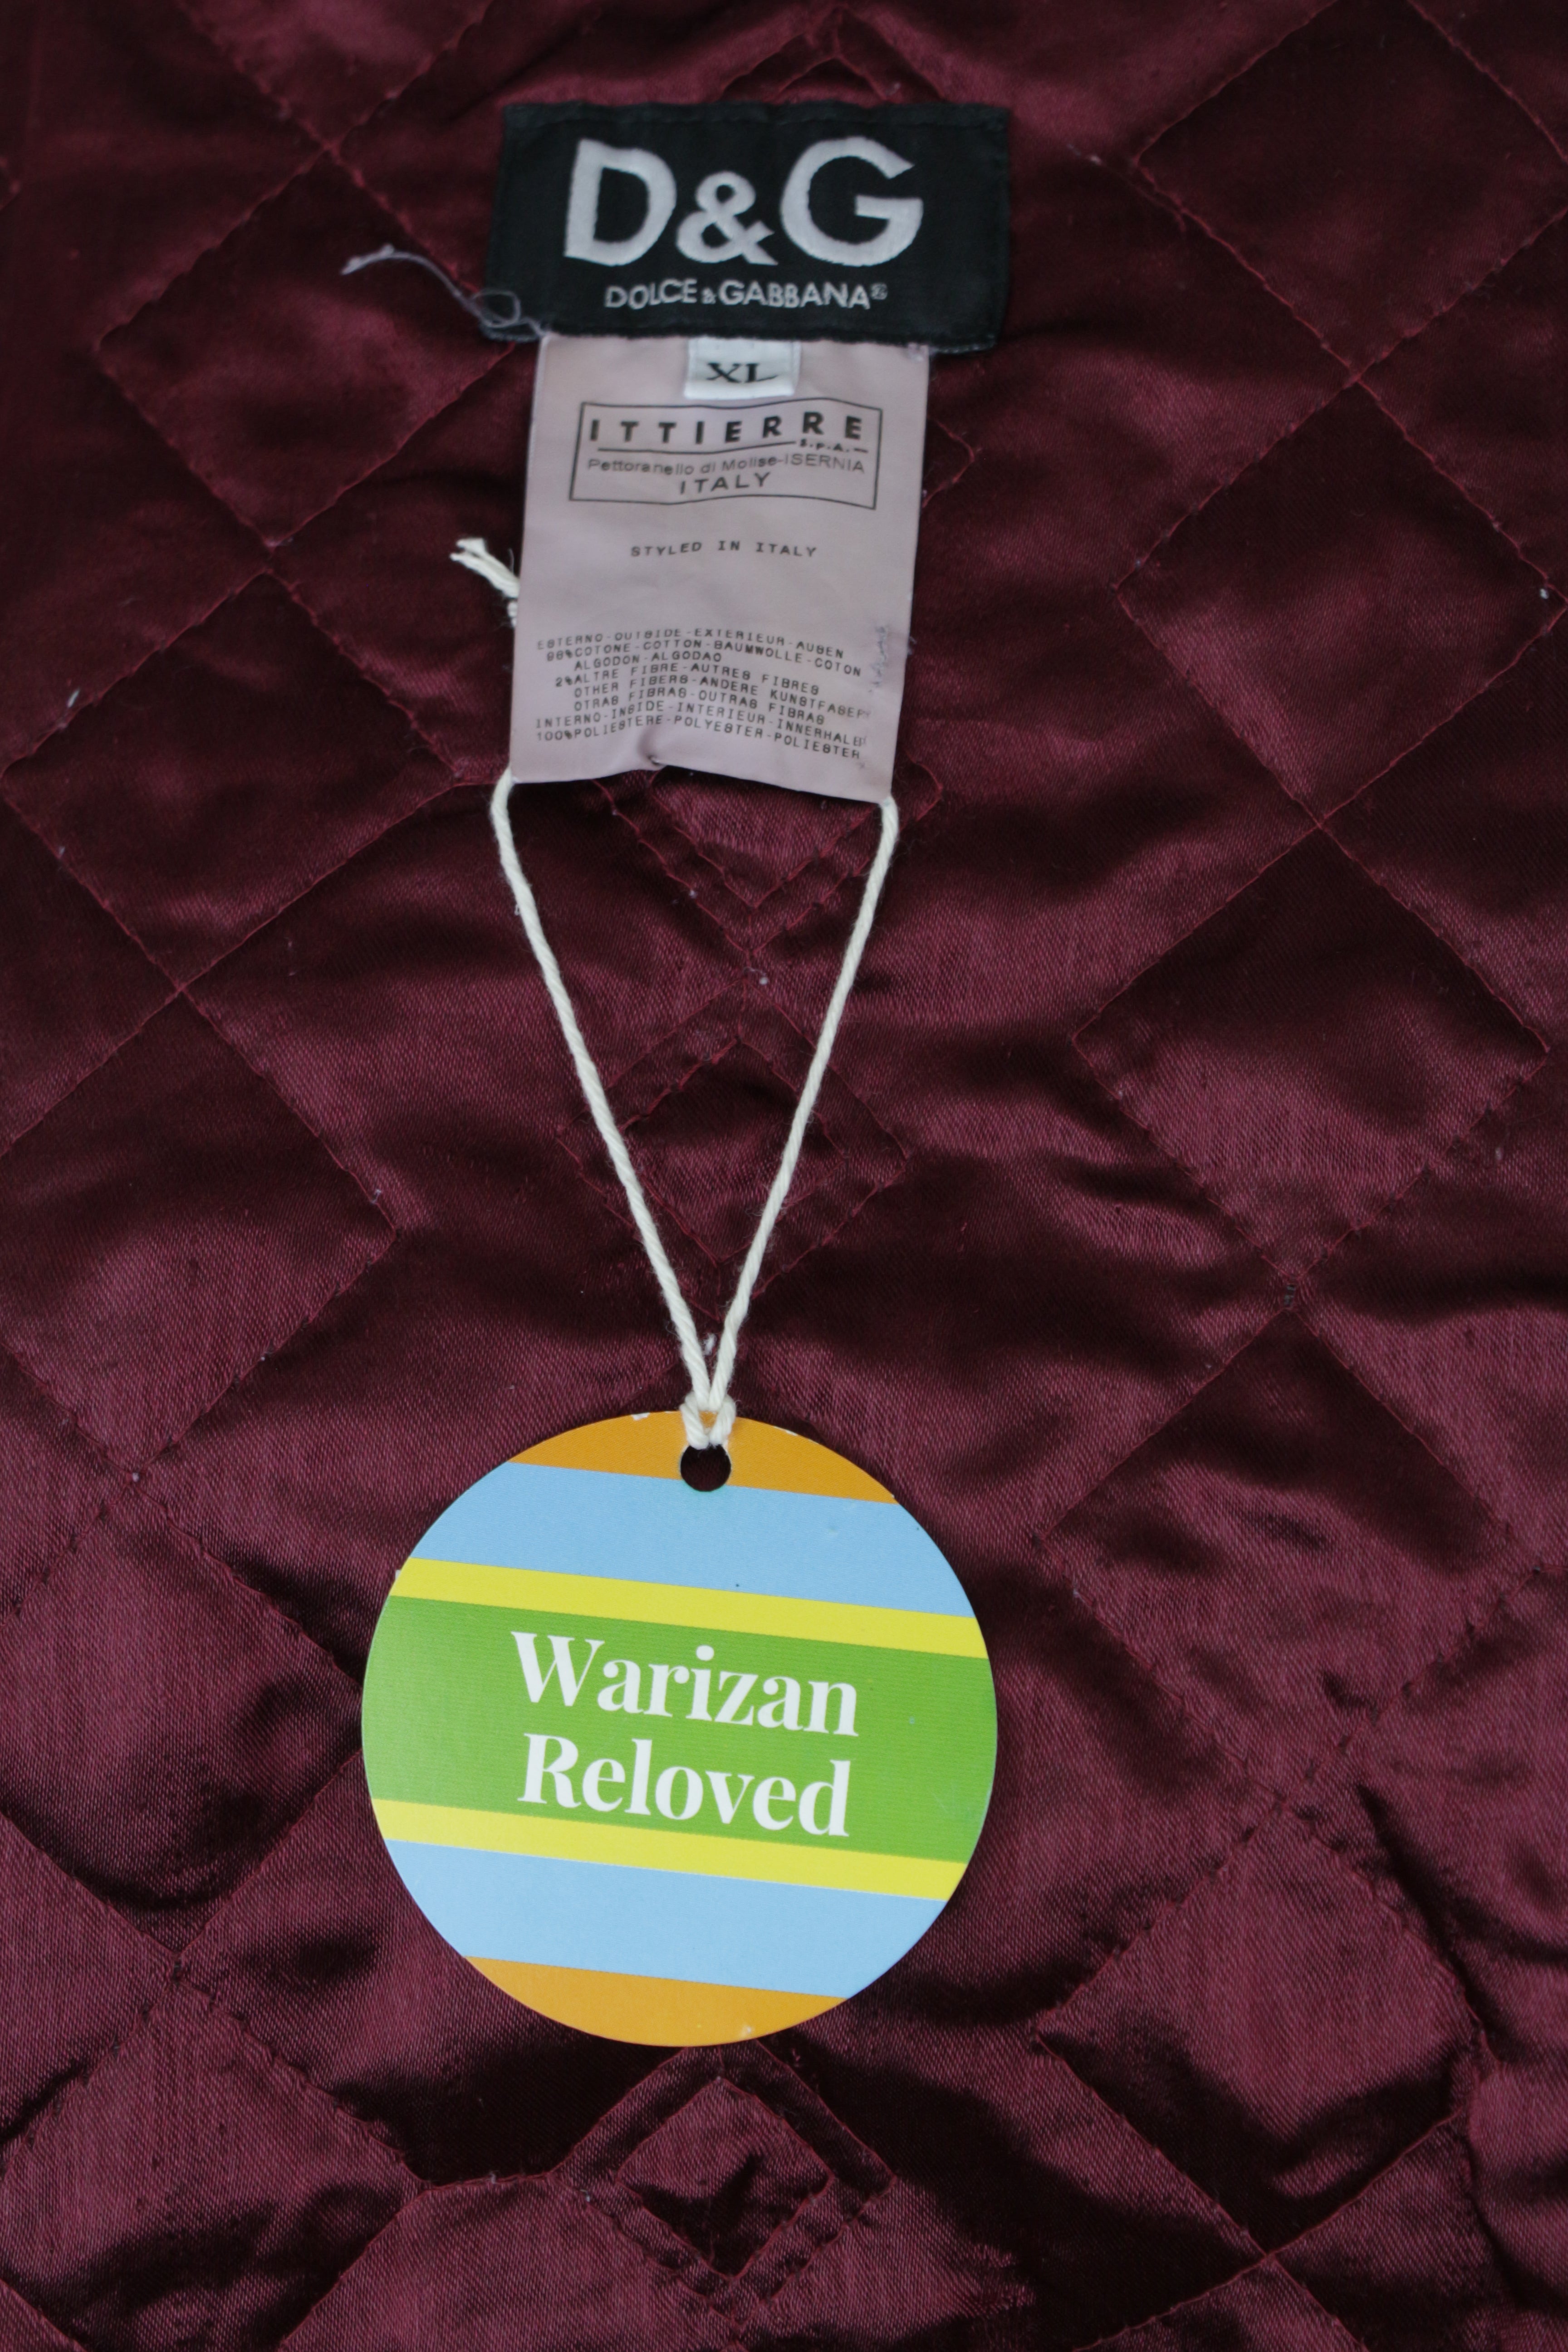 D&G
DOLCE & GABBANA®
XL
ITTIERRE
S.P.A.
Pettoranello di Molise-ISERNIA
ITALY
STYLED IN ITALY
ESTERNO-OUTSIDE-EXTERIEUR-AUBEN
98%COTONE-COTTON-BAUMWOLLE-COTON
ALGODON-ALGODAO
2%ALTRE FIBRE-AUTRES FIBRES
OTHER FIBERS-ANDERE KUNSTFASER
OTRAS FIBRAS-OUTRAS FIBRAS
INTERNO-INSIDE-INTERIEUR-INNERHALB
100%POLIESTERE-POLYESTER-POLIESTER
Warizan
Reloved